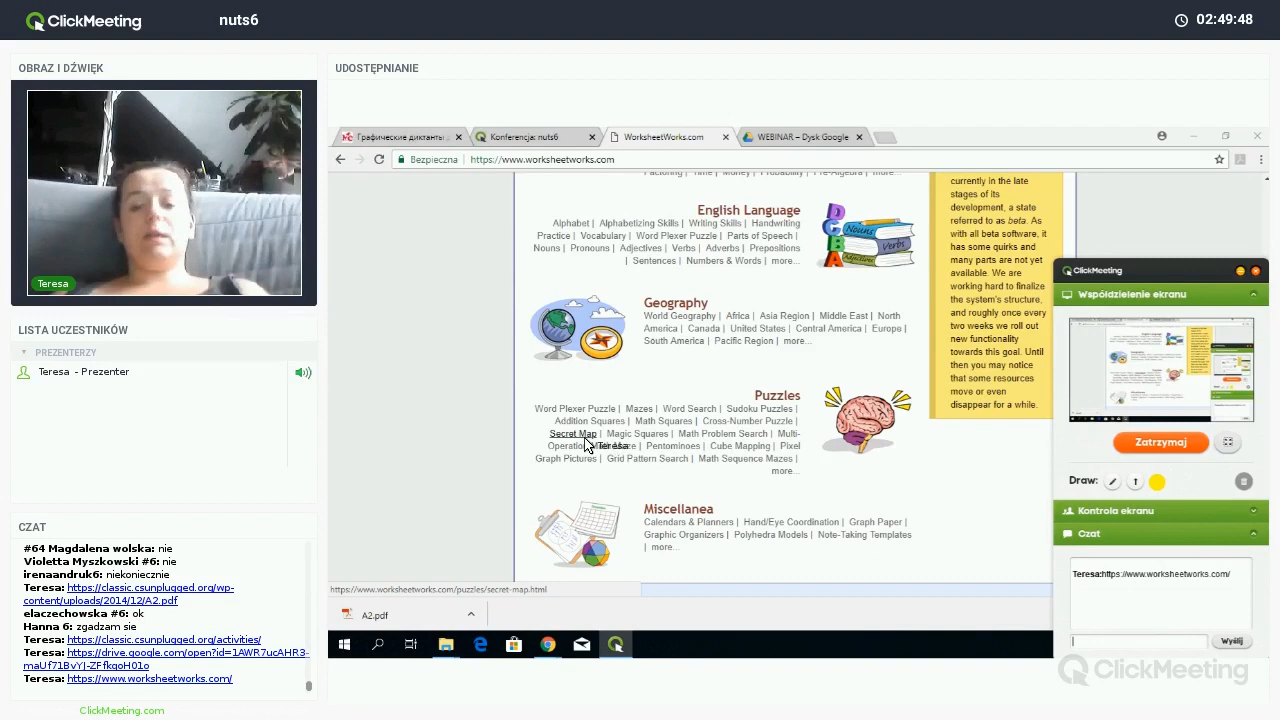 ClickMeeting
nuts6
02:49:48
OBRAZ I DŹWIĘK
Teresa
LISTA UCZESTNIKÓW
PREZENTERZY
Teresa - Prezenter
CZAT
#64 Magdalena wolska: nie
Violetta Myszkowski #6: nie
irenaandruk6: niekoniecznie
Teresa: https://classic.csunplugged.org/wp-
content/uploads/2014/12/A2.pdf
elaczechowska #6: ok
Hanna 6: zgadzam sie
Teresa: https://classic.csunplugged.org/activities/
Teresa: https://drive.google.com/open?id=1AWR7ucAHR3-
maUf71BvYJ-ZFfkqoH01o
Teresa: https://www.worksheetworks.com/
ClickMeeting.com
UDOSTĘPNIANIE
Графические диктанты
Konferencja: nuts6
WorksheetWorks.com
WEBINAR – Dysk Google
Bezpieczna
https://www.worksheetworks.com
Factoring | Time | Money | Probability | Pre-Algebra | more...
English Language
Alphabet | Alphabetizing Skills | Writing Skills | Handwriting
Practice | Vocabulary | Word Plexer Puzzle | Parts of Speech |
Nouns | Pronouns | Adjectives | Verbs | Adverbs | Prepositions
| Sentences | Numbers & Words | more...
D
C
B
A
Nouns
Verbs
Adjectives
Geography
World Geography | Africa | Asia Region | Middle East | North
America | Canada | United States | Central America | Europe |
South America | Pacific Region | more...
Puzzles
Word Plexer Puzzle | Mazes | Word Search | Sudoku Puzzles |
Addition Squares | Math Squares | Cross-Number Puzzle |
Secret Map | Magic Squares | Math Problem Search | Multi-
Teresa | Pentominoes | Cube Mapping | Pixel
Graph Pictures | Grid Pattern Search | Math Sequence Mazes |
more...
Miscellanea
Calendars & Planners | Hand/Eye Coordination | Graph Paper |
Graphic Organizers | Polyhedra Models | Note-Taking Templates
| more...
currently in the late
stages of its
development, a state
referred to as beta. As
with all beta software, it
has some quirks and
many parts are not yet
available. We are
working hard to finalize
the system's structure,
and roughly once every
two weeks we roll out
new functionality
towards this goal. Until
then you may notice
that some resources
move or even
disappear for a while.
https://www.worksheetworks.com/puzzles/secret-map.html
A2.pdf
ClickMeeting
Współdzielenie ekranu
Zatrzymaj
Draw:
Kontrola ekranu
Czat
Teresa:https://www.worksheetworks.com/
Wyślij
ClickMeeting